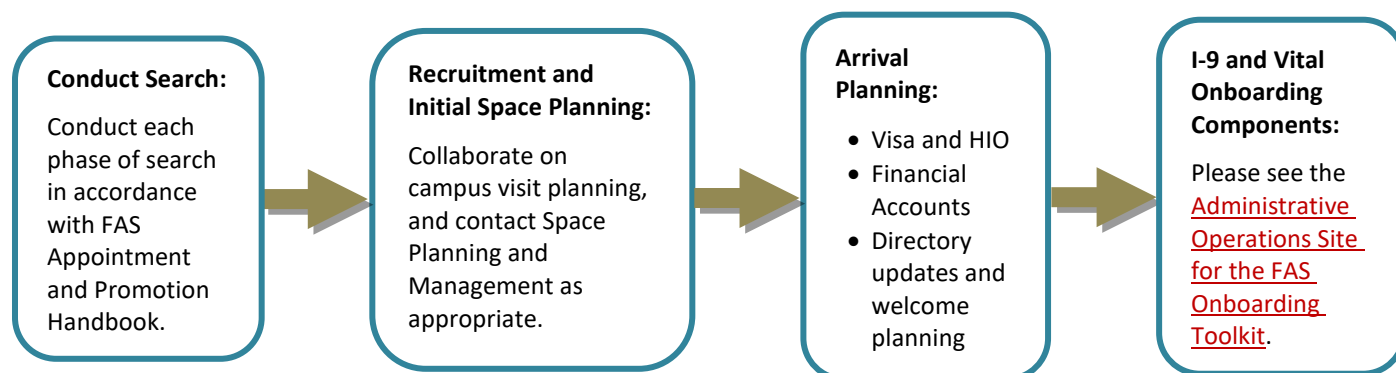 Conduct Search:
Conduct each
phase of search
in accordance
with FAS
Appointment
and Promotion
Handbook.
Recruitment and
Initial Space Planning:
Collaborate on
campus visit planning,
and contact Space
Planning and
Management as
appropriate.
Arrival
Planning:
• Visa and HIO
• Financial
Accounts
• Directory
updates and
welcome
planning
I-9 and Vital
Onboarding
Components:
Please see the
Administrative
Operations Site
for the FAS
Onboarding
Toolkit.